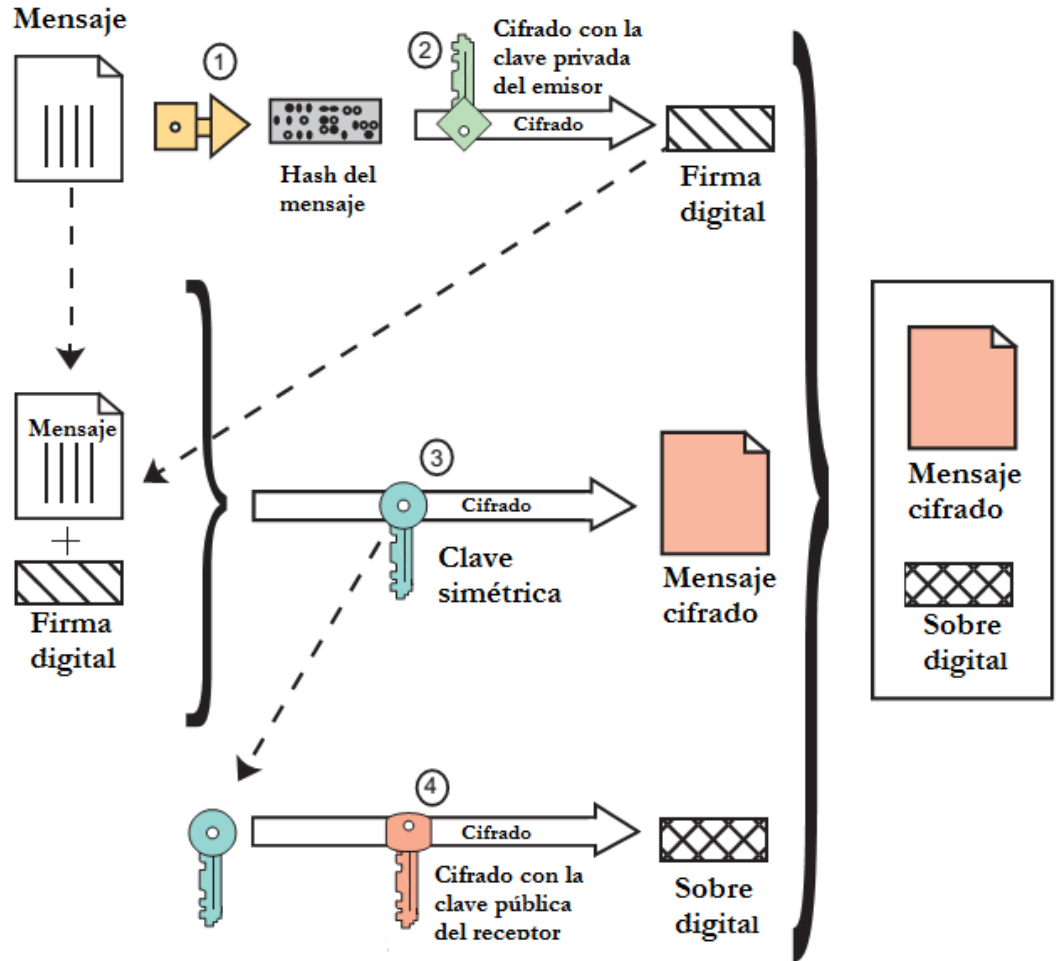 Mensaje
1
2
Cifrado con la
clave privada
del emisor
Cifrado
Hash del
mensaje
Firma
digital
Mensaje
+
Firma
digital
3
Cifrado
Clave
simétrica
Mensaje
cifrado
4
Cifrado
Cifrado con la
clave pública
del receptor
Sobre
digital
Mensaje
cifrado
Sobre
digital